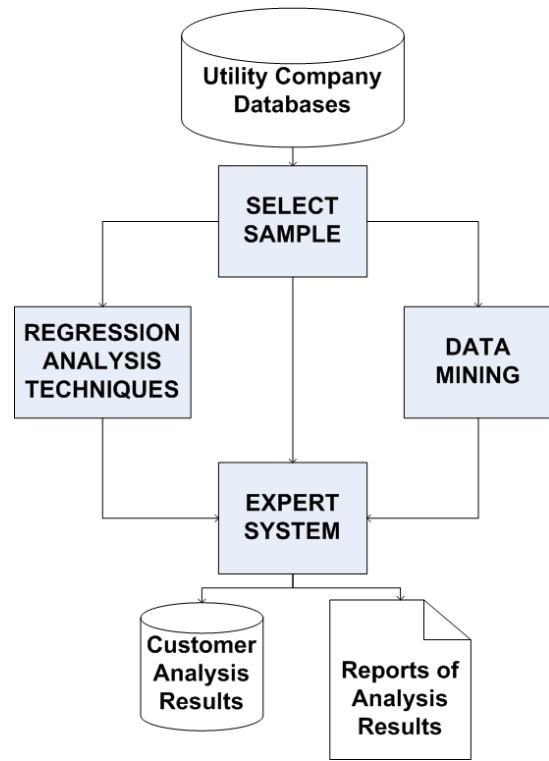 Utility Company
Databases
SELECT
SAMPLE
REGRESSION
ANALYSIS
TECHNIQUES
DATA
MINING
EXPERT
SYSTEM
Customer
Analysis
Results
Reports of
Analysis
Results